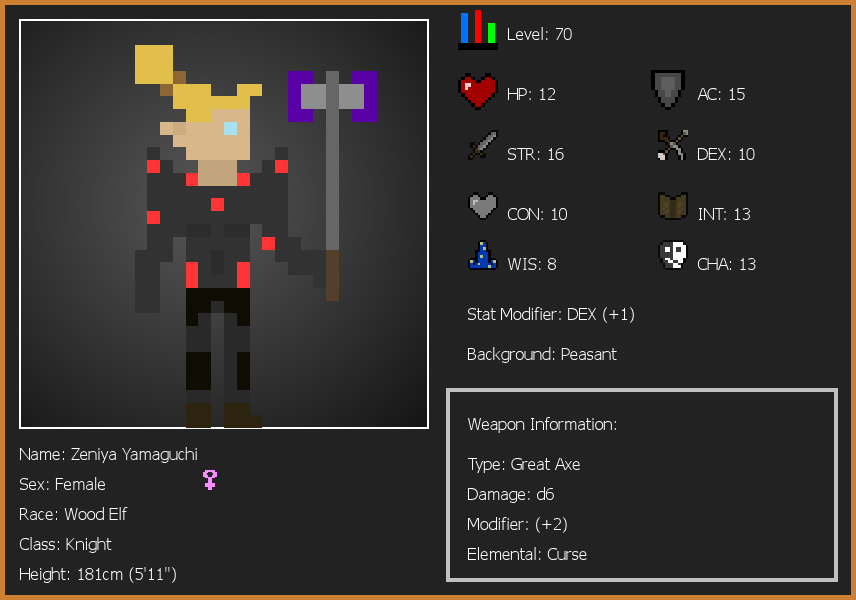 Level: 70
HP: 12
AC: 15
STR: 16
DEX: 10
CON: 10
INT: 13
WIS: 8
CHA: 13
Stat Modifier: DEX (+1)
Background: Peasant
Weapon Information:
Type: Great Axe
Damage: d6
Modifier: (+2)
Elemental: Curse
Name: Zeniya Yamaguchi
Sex: Female
Race: Wood Elf
Class: Knight
Height: 181cm (5'11")